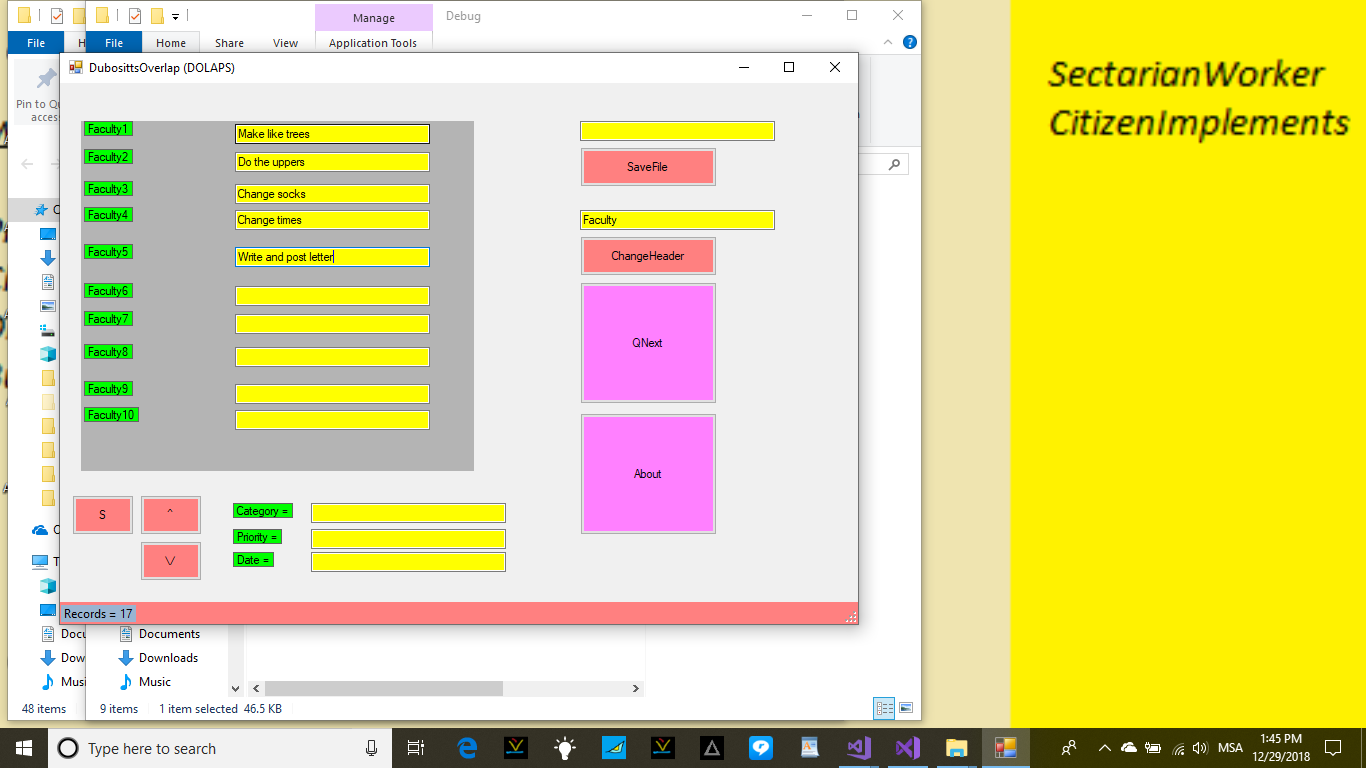 Manage
Debug
File
File
Home
Share
View
Application Tools
DubosittsOverlap (DOLAPS)
SectarianWorker
CitizenImplements
Pin to Qu
access
Faculty1
Make like trees
Faculty2
Do the uppers
SaveFile
Faculty3
Change socks
Faculty4
Change times
Faculty
Faculty5
Write and post letter
ChangeHeader
Faculty6
Faculty7
QNext
Faculty8
Faculty9
Faculty10
About
S
^
Category =
Priority =
\/
Date =
Records = 17
Docu
Documents
Dow
Downloads
Musi
Music
48 items
9 items
1 item selected 46.5 KB
Type here to search
MSA
1:45 PM
12/29/2018